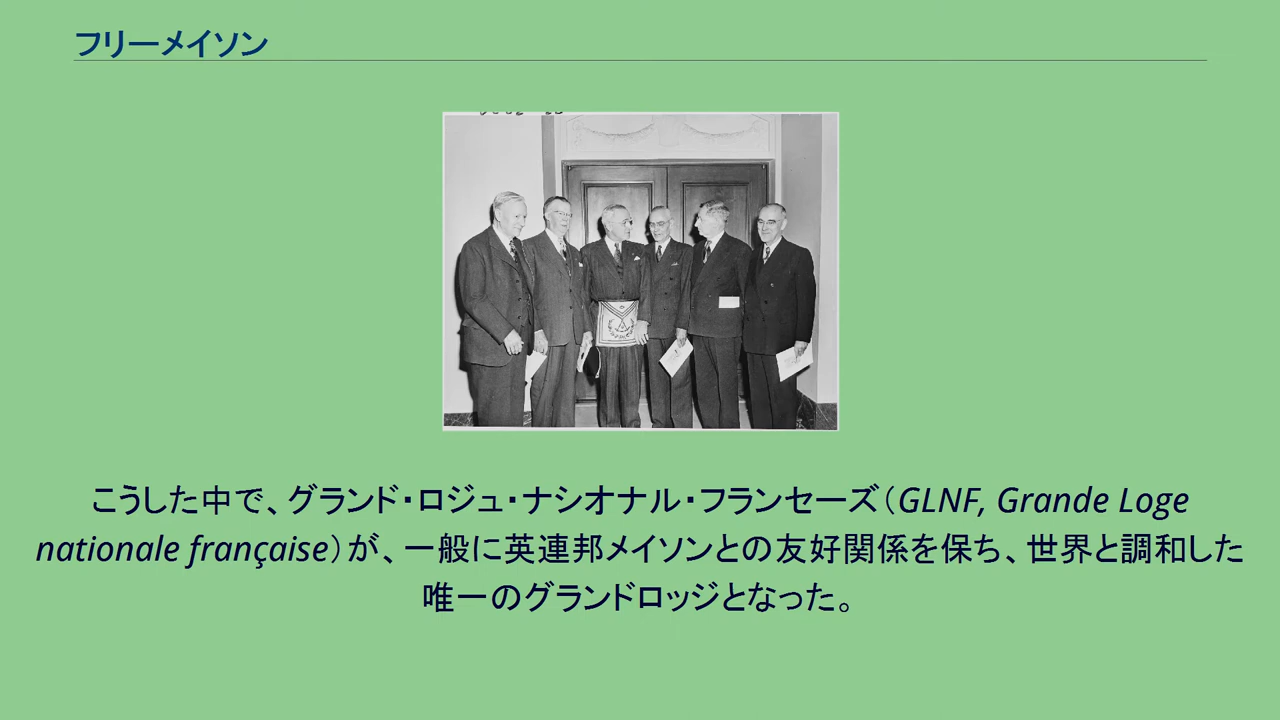 フリーメイソン
こうした中で、グランド・ロジュ・ナシオナル・フランセーズ（GLNF, Grande Loge
nationale française）が、一般に英連邦メイソンとの友好関係を保ち、世界と調和した
唯一のグランドロッジとなった。